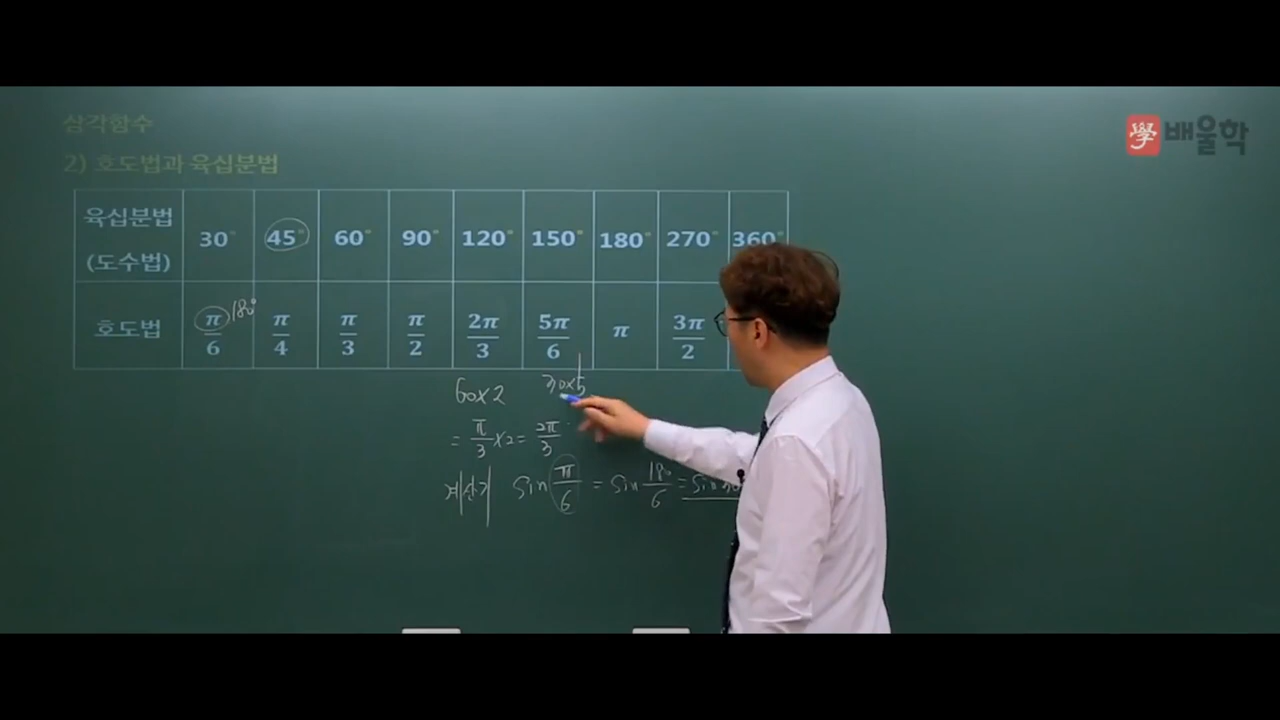 삼각함수
學 배울학
2) 호도법과 육십분법
육십분법 (도수법) 30° 45° 60° 90° 120° 150° 180° 270° 360°
호도법 π/6 180° π/4 π/3 π/2 2π/3 5π/6 π 3π/2
60×2 30×5
= π/3 ×2 = 2π/3
계산기 sin π/6 = sin 180/6 = sin 30